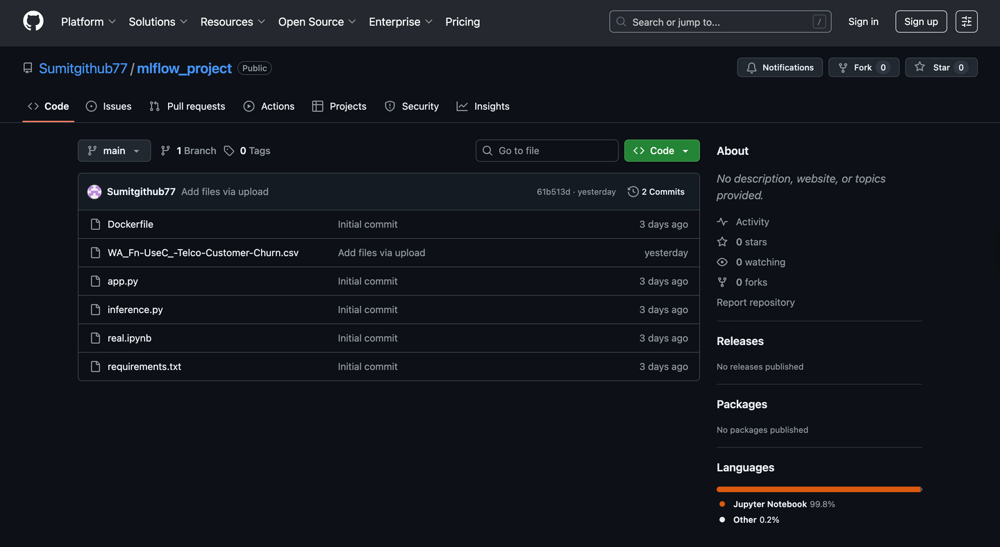 Platform Solutions Resources Open Source Enterprise Pricing Search or jump to... / Sign in Sign up
Sumitgithub77 / mlflow_project Public Notifications Fork 0 Star 0
Code Issues Pull requests Actions Projects Security Insights
main 1 Branch 0 Tags Go to file Code
Sumitgithub77 Add files via upload 61b513d · yesterday 2 Commits
Dockerfile Initial commit 3 days ago
WA_Fn-UseC_-Telco-Customer-Churn.csv Add files via upload yesterday
app.py Initial commit 3 days ago
inference.py Initial commit 3 days ago
real.ipynb Initial commit 3 days ago
requirements.txt Initial commit 3 days ago
About
No description, website, or topics
provided.
Activity
0 stars
0 watching
0 forks
Report repository
Releases
No releases published
Packages
No packages published
Languages
Jupyter Notebook 99.8%
Other 0.2%